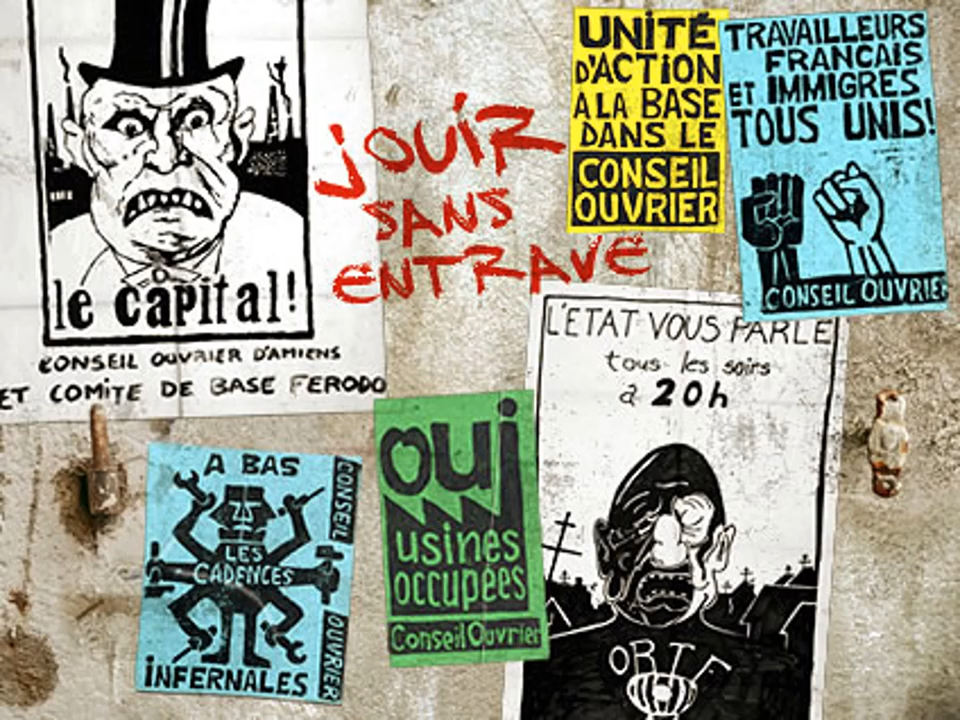 le capital!
CONSEIL OUVRIER D'AMIENS
ET COMITE DE BASE FERODO
JOUIR
SANS
ENTRAVE
UNITÉ
D'ACTION
A LA BASE
DANS LE
CONSEIL
OUVRIER
TRAVAILLEURS
FRANCAIS
ET IMMIGRES
TOUS UNIS!
CONSEIL OUVRIER
L'ETAT VOUS PARLE
tous les soirs
à 20h
ORTF
A BAS
LES
CADENCES
INFERNALES
CONSEIL
OUVRIER
oui
usines
occupées
Conseil Ouvrier